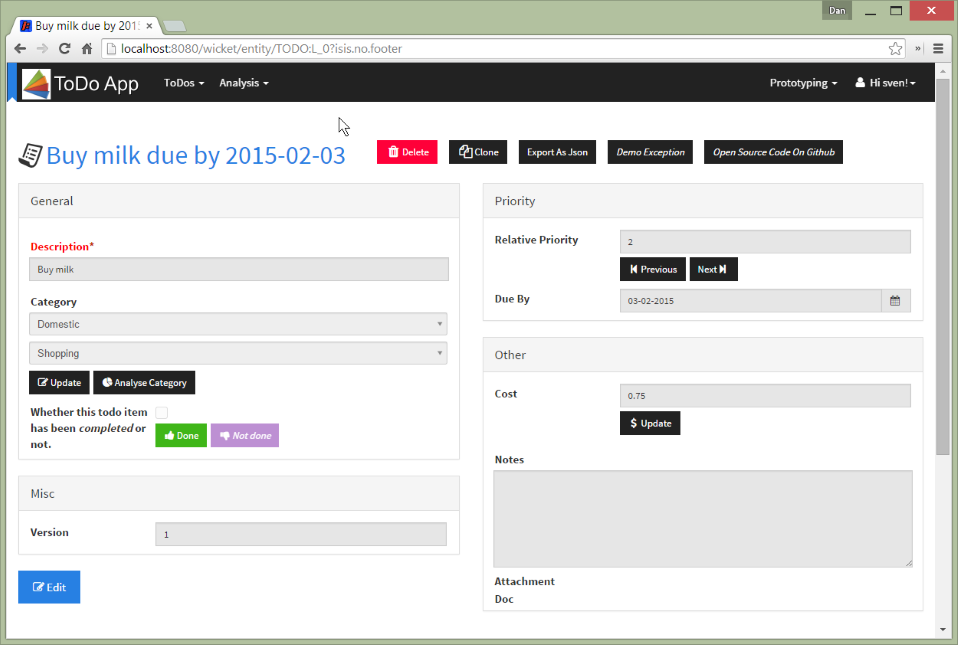 Dan
Buy milk due by 2015
localhost:8080/wicket/entity/TODO:L_0?isis.no.footer
ToDo App ToDos Analysis Prototyping Hi sven!
Buy milk due by 2015-02-03 Delete Clone Export As Json Demo Exception Open Source Code On Github
General
Description*
Buy milk
Category
Domestic
Shopping
Update Analyse Category
Whether this todo item
has been completed or
not.
Done Not done
Misc
Version 1
Edit
Priority
Relative Priority 2
Previous Next
Due By 03-02-2015
Other
Cost 0.75
$ Update
Notes
Attachment
Doc